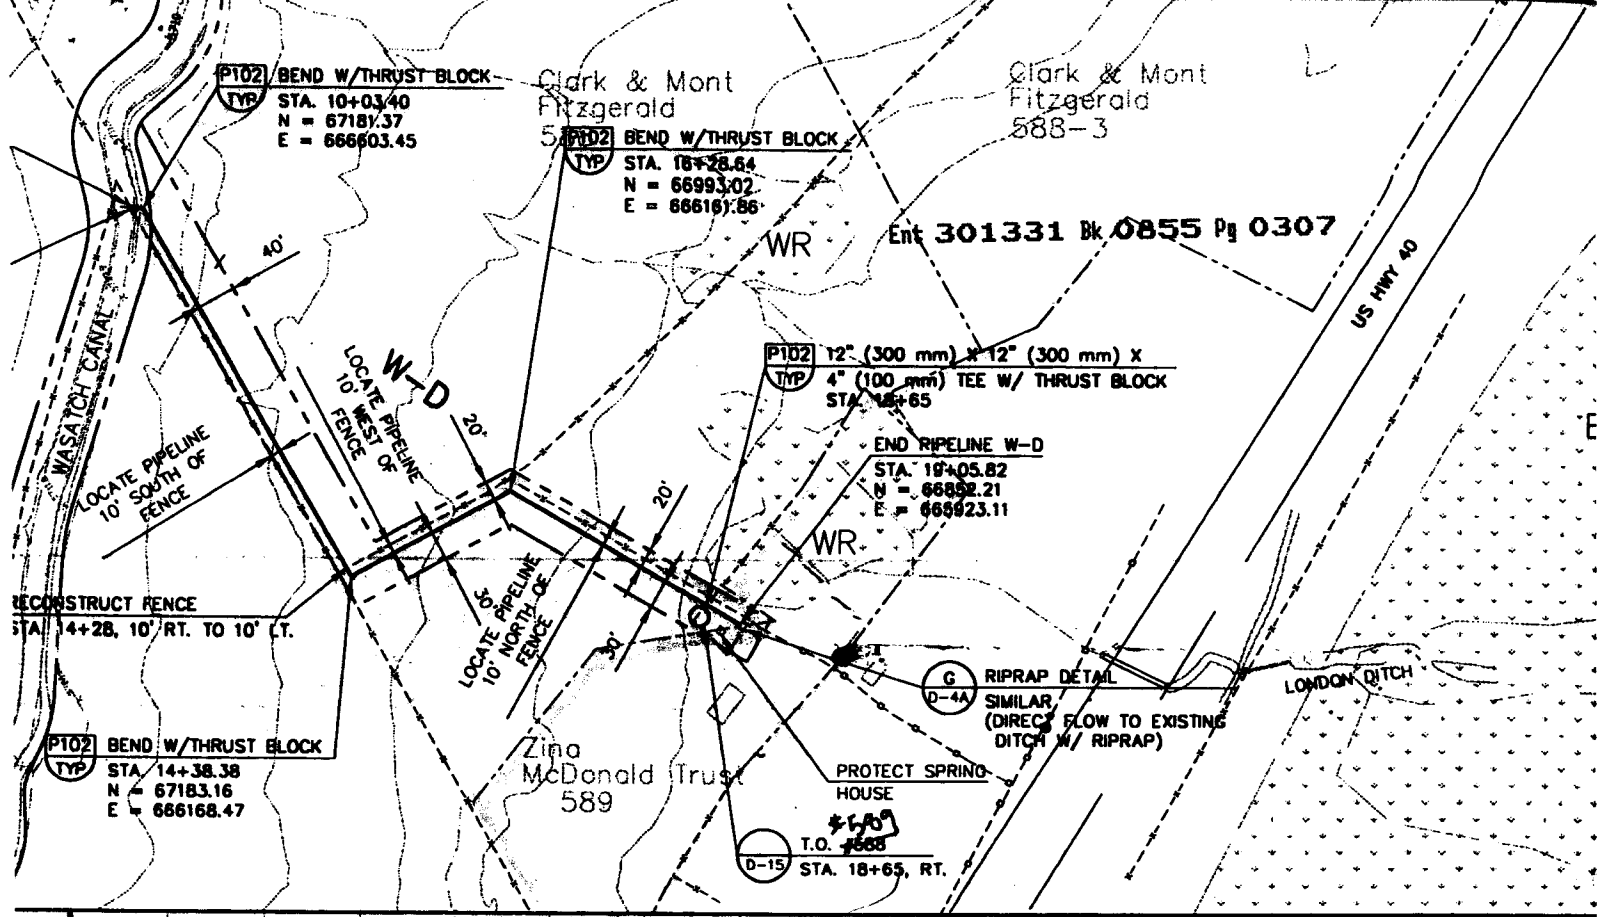 P102 BEND W/THRUST BLOCK
TYP STA. 10+03.40
N = 67181.37
E = 666603.45
Clark & Mont
Fitzgerald
P102 BEND W/THRUST BLOCK
TYP STA. 16+28.64
N = 66993.02
E = 666161.86
Clark & Mont
Fitzgerald
588-3
WR
Ent 301331 Bk 0855 Pg 0307
US HWY 40
40'
WASATCH CANAL
LOCATE PIPELINE
10' SOUTH OF
FENCE
W-D
LOCATE PIPELINE
10' WEST OF
FENCE
20'
P102 12" (300 mm) X 12" (300 mm) X
TYP 4" (100 mm) TEE W/ THRUST BLOCK
STA. 18+65
END PIPELINE W-D
STA. 19+05.82
N = 66852.21
E = 665923.11
E
20'
WR
30'
LOCATE PIPELINE
10' NORTH OF
FENCE
30'
RECONSTRUCT FENCE
STA. 14+28, 10' RT. TO 10' LT.
G RIPRAP DETAIL
D-4A SIMILAR
(DIRECT FLOW TO EXISTING
DITCH W/ RIPRAP)
LONDON DITCH
P102 BEND W/THRUST BLOCK
TYP STA. 14+38.38
N = 67183.16
E = 666168.47
Zina
McDonald Trust
589
PROTECT SPRING
HOUSE
T.O.
D-15 STA. 18+65, RT.